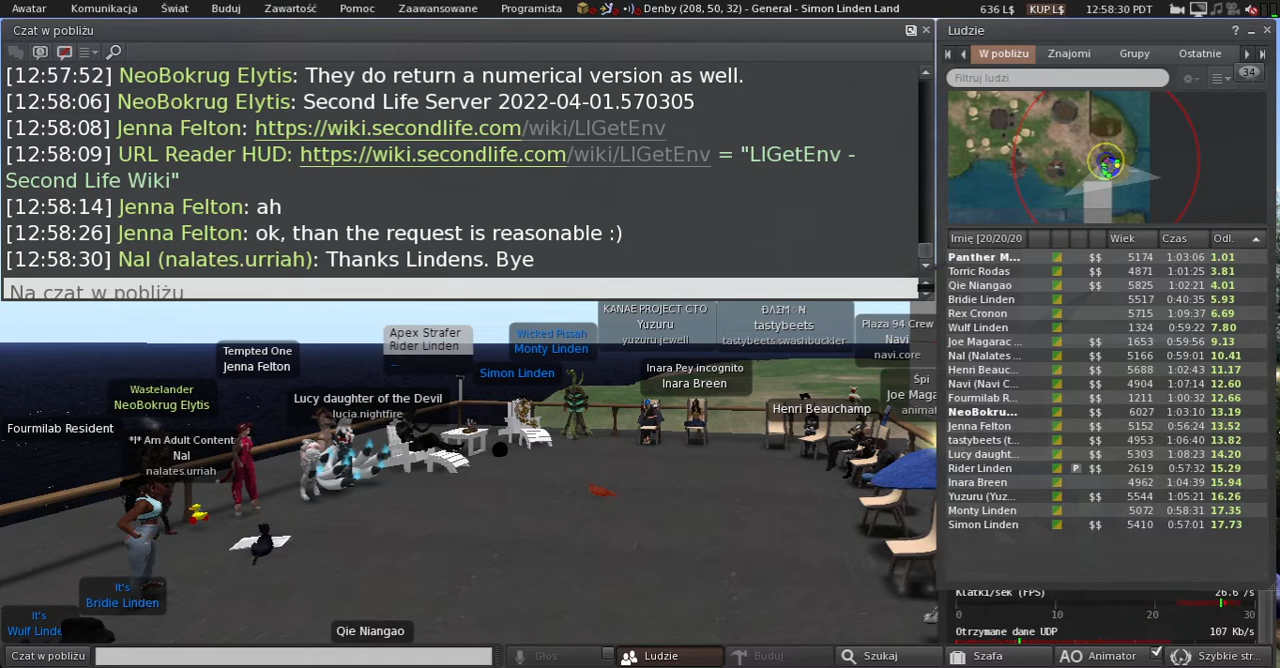 Awatar Komunikacja Świat Buduj Zawartość Pomoc Zaawansowane Programista Denby (208, 50, 32) - General - Simon Linden Land 636 L$ KUP L$ 12:58:30 PDT
Czat w pobliżu
[12:57:52] NeoBokrug Elytis: They do return a numerical version as well.
[12:58:06] NeoBokrug Elytis: Second Life Server 2022-04-01.570305
[12:58:08] Jenna Felton: https://wiki.secondlife.com/wiki/LlGetEnv
[12:58:09] URL Reader HUD: https://wiki.secondlife.com/wiki/LlGetEnv = "LlGetEnv -
Second Life Wiki"
[12:58:14] Jenna Felton: ah
[12:58:26] Jenna Felton: ok, than the request is reasonable :)
[12:58:30] Nal (nalates.urriah): Thanks Lindens. Bye
Na czat w pobliżu
Ludzie
W pobliżu Znajomi Grupy Ostatnie
Filtruj ludzi 34
Imię [20/20/20 Wiek Czas Odl.
Panther M... $$ 5174 1:03:06 1.01
Torric Rodas $$ 4871 1:01:25 3.81
Qie Niangao $$ 5825 1:02:21 4.01
Bridie Linden 5517 0:40:35 5.93
Rex Cronon 5715 1:09:37 6.69
Wulf Linden 1324 0:59:22 7.80
Joe Magarac ... $$ 1653 0:59:56 9.13
Nal (Nalates ... $$ 5166 0:59:01 10.41
Henri Beauc... $$ 5688 1:02:43 11.17
Navi (Navi C... $$ 4904 1:07:14 12.60
Fourmilab R... $$ 1211 1:00:32 12.66
NeoBokru... $$ 6027 1:03:10 13.19
Jenna Felton $$ 5152 0:56:24 13.52
tastybeets (t... $$ 4953 1:06:40 13.82
Lucy daught... $$ 5303 1:08:23 14.20
Rider Linden P $$ 2619 0:57:32 15.29
Inara Breen 4962 1:04:39 15.94
Yuzuru (Yuz... $$ 5544 1:05:21 16.26
Monty Linden 5072 0:58:31 17.35
Simon Linden $$ 5410 0:57:01 17.73
Klatki/sek (FPS) 26.6 /s
0 10 20 30
Otrzymane dane UDP 107 Kb/s
KANAE PROJECT CTO
Yuzuru
yuzuru.jewell
tastybeets
tastybeets.swashbuckler
Plaza 94 Crew
Navi
navi.core
Apex Strafer
Rider Linden
Wicked Pissah
Monty Linden
Simon Linden
Tempted One
Jenna Felton
Inara Pey incognito
Inara Breen
Śpi
Joe Maga
animat
Wastelander
NeoBokrug Elytis
Lucy daughter of the Devil
lucia.nightfire
Henri Beauchamp
Fourmilab Resident
*!* Am Adult Content
Nal
nalates.urriah
It's
Bridie Linden
It's
Wulf Linde
Qie Niangao
Czat w pobliżu Głos Ludzie Buduj Szukaj Szafa AO Animator Szybkie str...